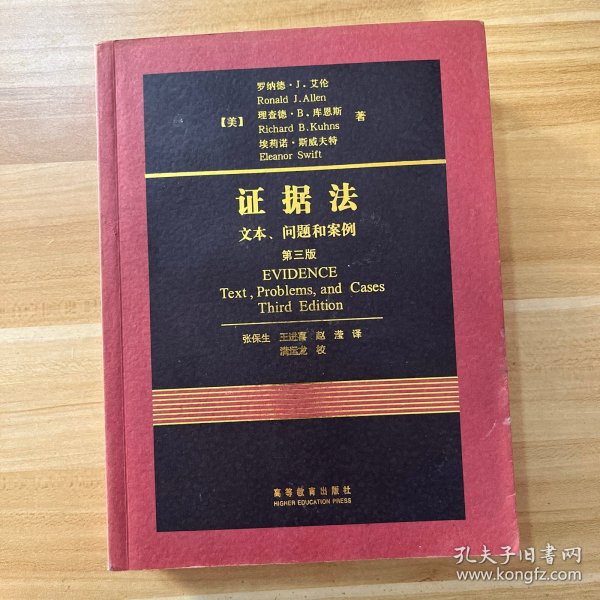 罗纳德·J.艾伦
Ronald J.Allen
【美】 理查德·B.库恩斯 著
Richard B.Kuhns
埃莉诺·斯威夫特
Eleanor Swift
证据法
文本、问题和案例
第三版
EVIDENCE
Text, Problems, and Cases
Third Edition
张保生 王进喜 赵滢 译
满运龙 校
高等教育出版社
HIGHER EDUCATION PRESS
孔夫子旧书网
www.kongfz.com